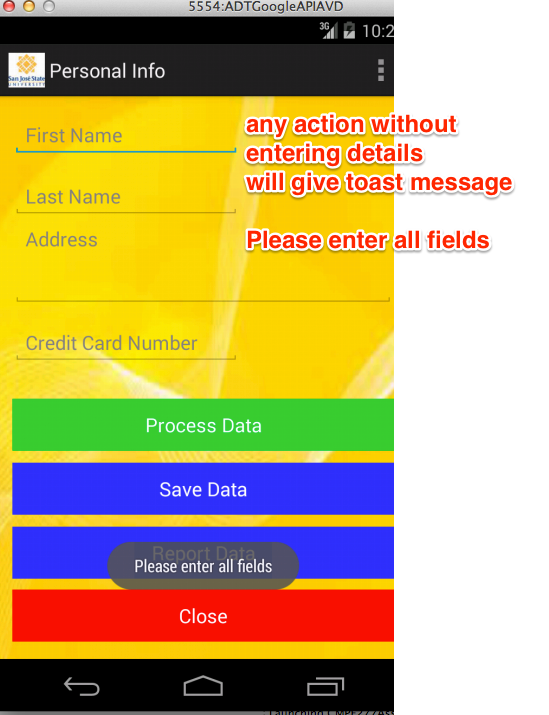 5554:ADTGoogleAPIAVD
3G 10:2
San José State
UNIVERSITY
Personal Info
First Name
any action without
entering details
will give toast message
Last Name
Address
Please enter all fields
Credit Card Number
Process Data
Save Data
Report Data
Please enter all fields
Close